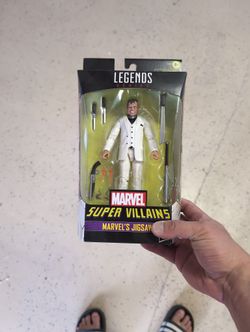 LEGENDS
MARVEL
SUPER VILLAINS
MARVEL'S JIGSAW